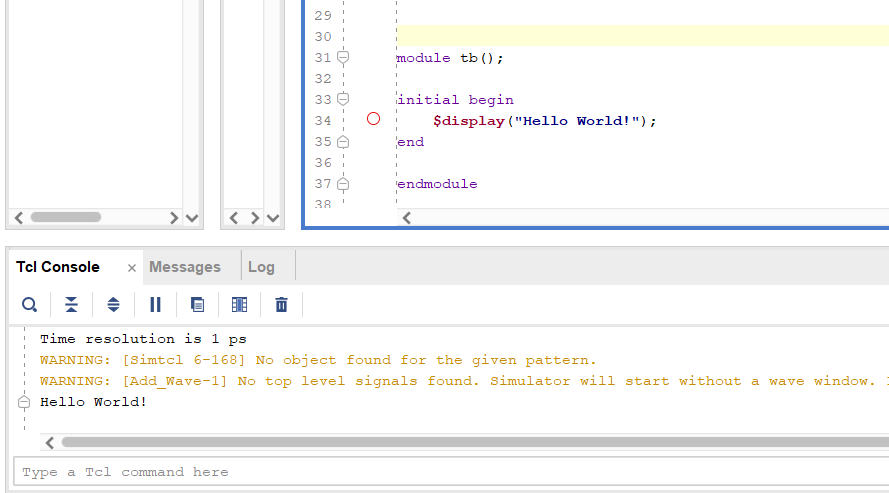 29
30
31 module tb();
32
33 initial begin
34 $display("Hello World!");
35 end
36
37 endmodule
38
Tcl Console × Messages Log
Time resolution is 1 ps
WARNING: [Simtcl 6-168] No object found for the given pattern.
WARNING: [Add_Wave-1] No top level signals found. Simulator will start without a wave window.
Hello World!
Type a Tcl command here